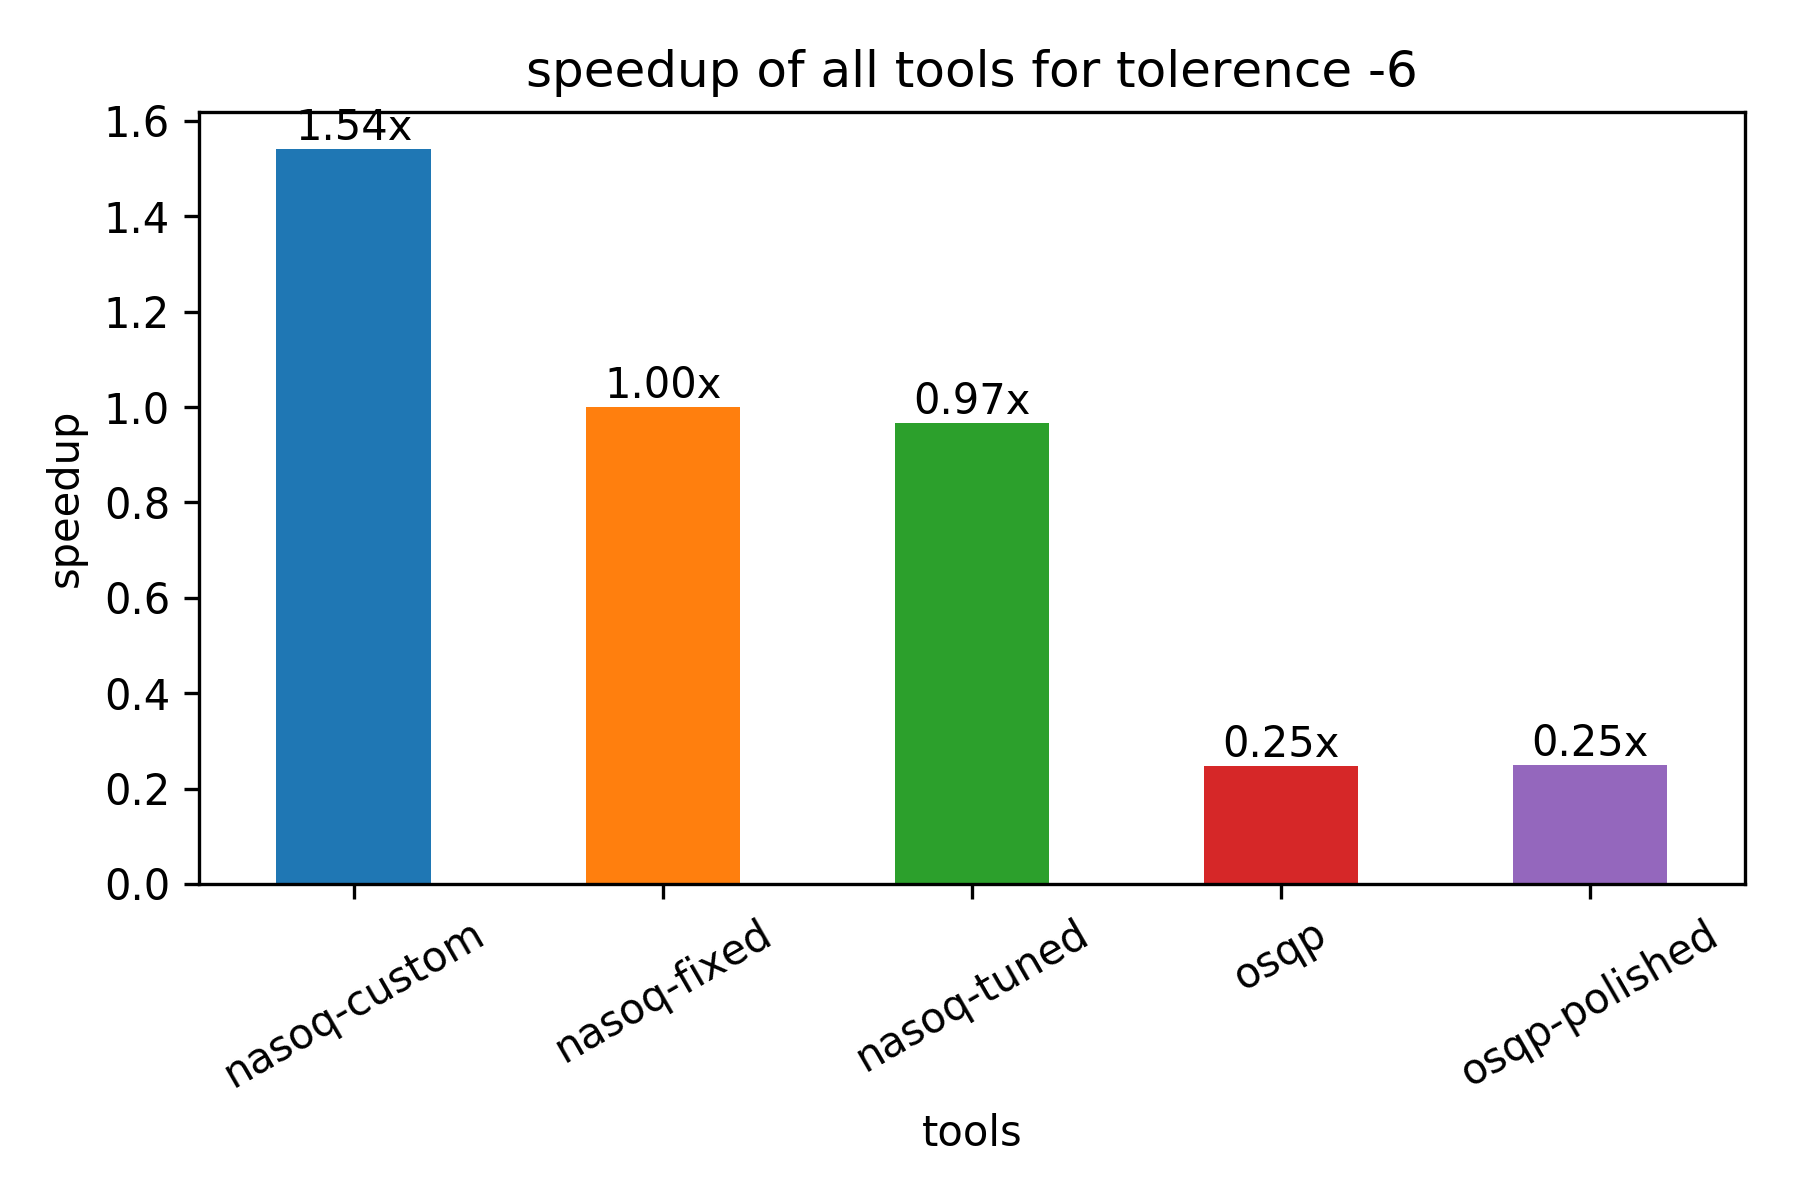 speedup of all tools for tolerence -6
1.6
1.4
1.2
1.0
0.8
0.6
0.4
0.2
0.0
speedup
1.54x
1.00x
0.97x
0.25x
0.25x
nasoq-custom
nasoq-fixed
nasoq-tuned
osqp
osqp-polished
tools